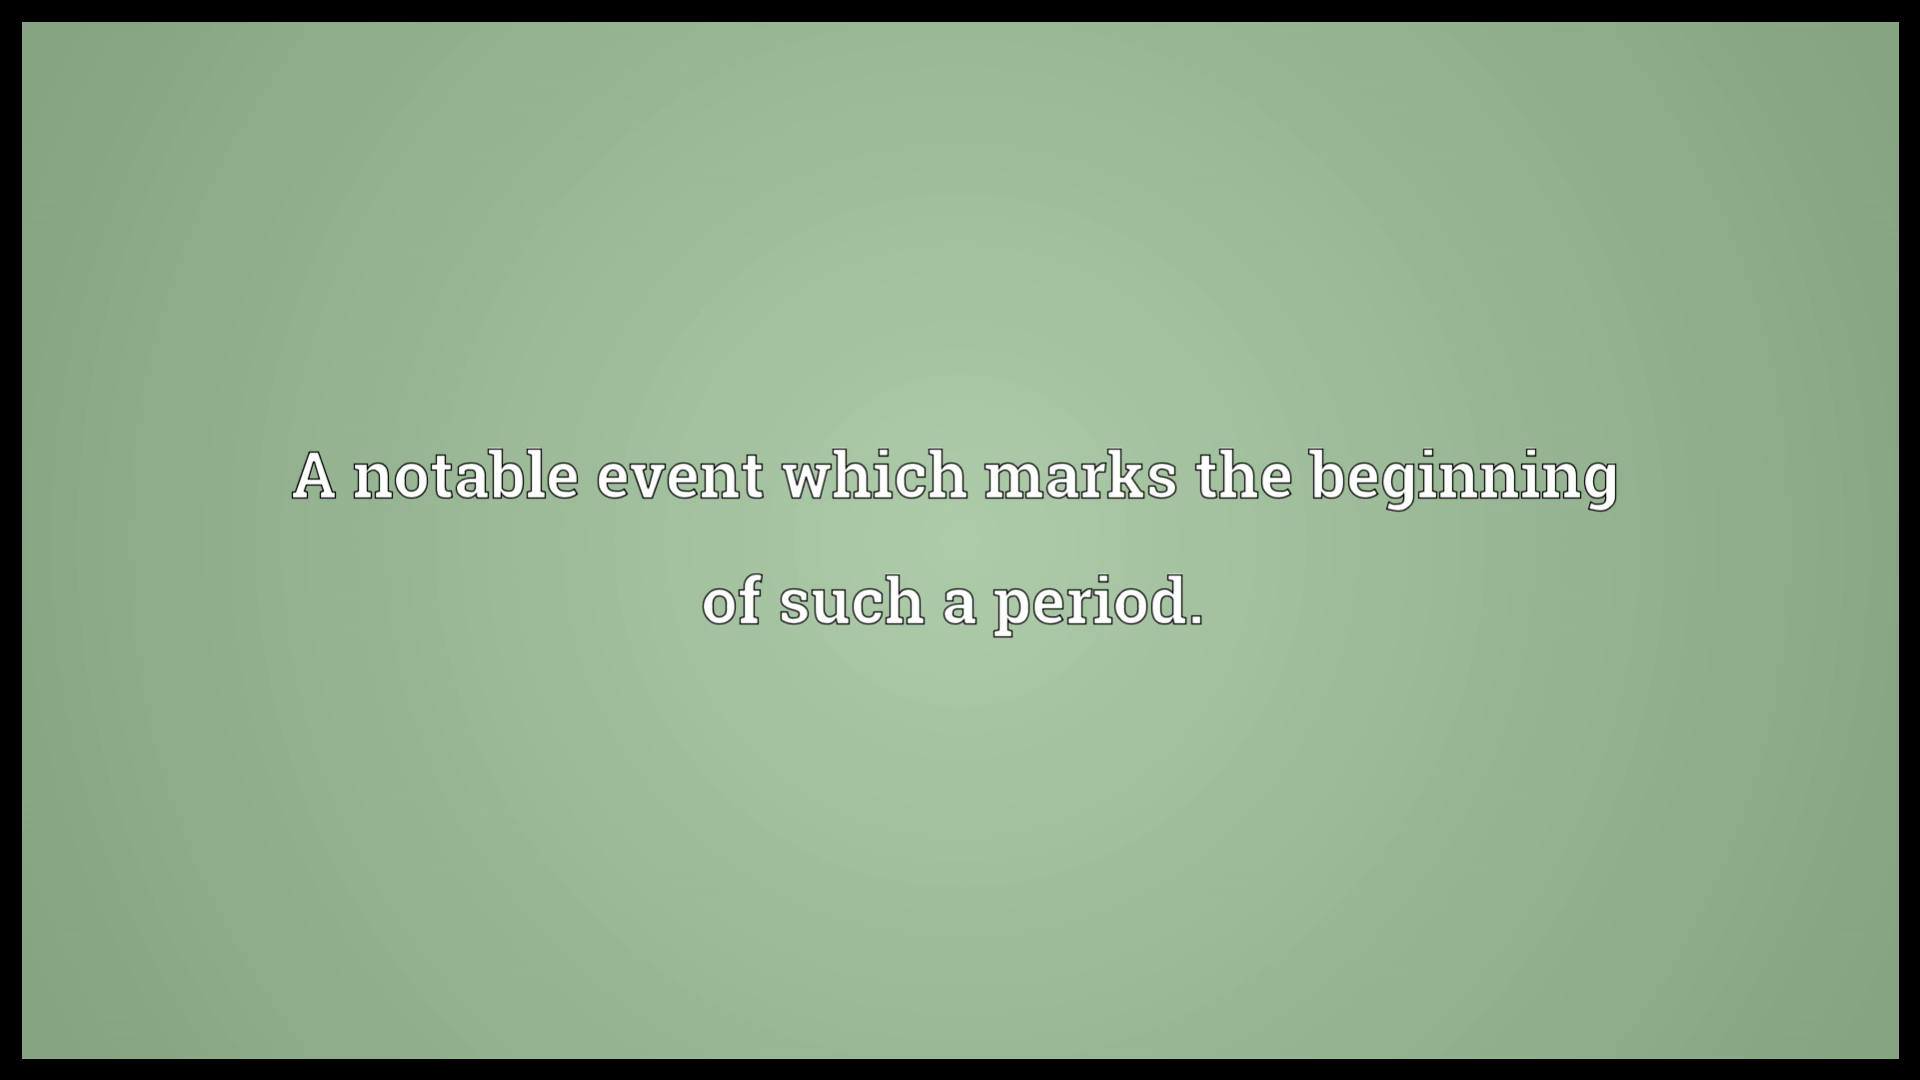 A notable event which marks the beginning
of such a period.